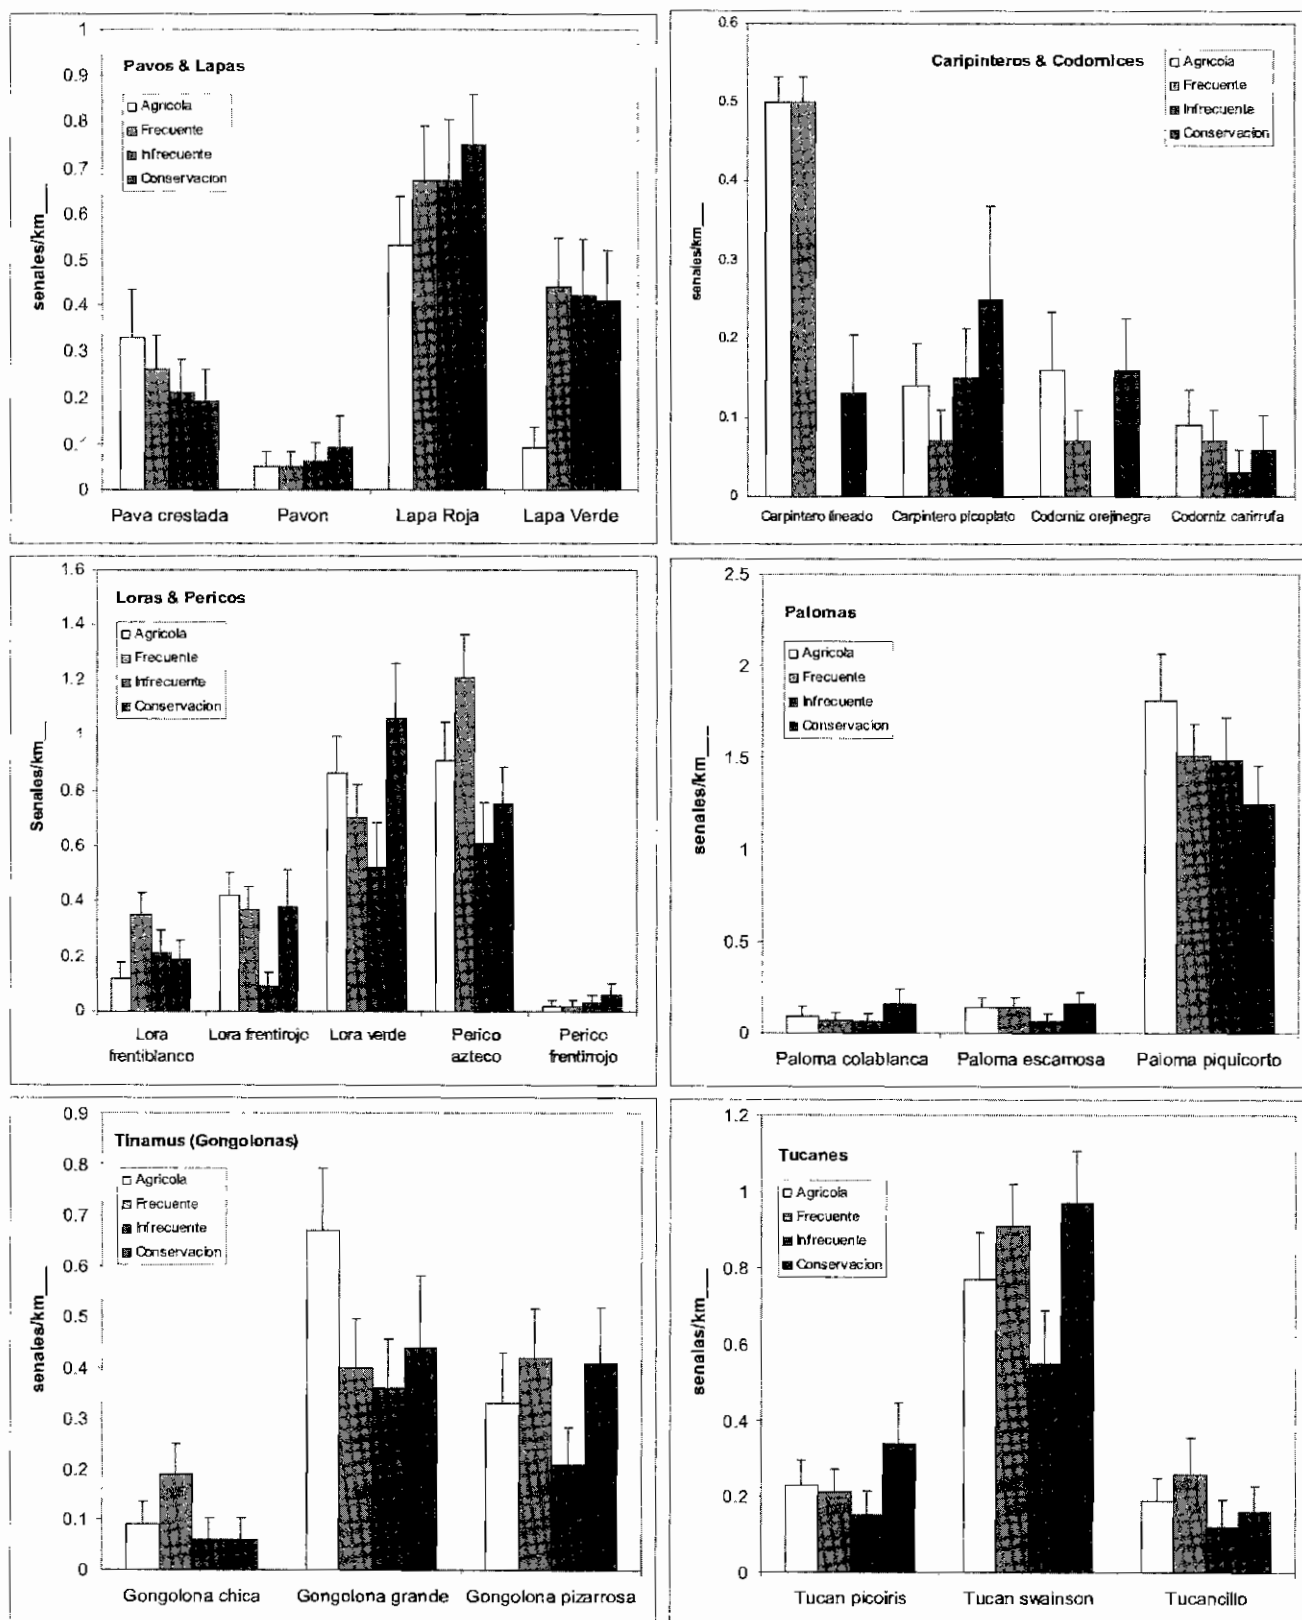 Pavos & Lapas
Agricola
Frecuente
Infrecuente
Conservacion
senales/km__
1
0.9
0.8
0.7
0.6
0.5
0.4
0.3
0.2
0.
0
Pava crestada
Pavon
Lapa Roja
Lapa Verde
Caripinteros & Codornices
Agricola
Frecuente
Infrecuente
Conservacion
senales/km__
0.6
0.5
0.4
0.3
0.2
0.1
0
Carpintero lineado
Carpintero picoplato
Codorniz orejinegra
Codorniz carirrufa
Loras & Pericos
Agricola
Frecuente
Infrecuente
Conservacion
Senales/km__
1.6
1.4
1.2
1
0.8
0.6
0.4
0.2
0
Lora frentiblanco
Lora frentirojo
Lora verde
Perico azteco
Perico frentirrojo
Palomas
Agricola
Frecuente
Infrecuente
Conservacion
senales/km___
2.5
2
1.5
1
0.5
0
Paloma colablanca
Paloma escamosa
Paloma piquicorto
Tinamus (Gongolonas)
Agricola
Frecuente
Infrecuente
Conservacion
senales/km___
0.9
0.8
0.7
0.6
0.5
0.4
0.3
0.2
0.1
0
Gongolona chica
Gongolona grande
Gongolona pizarrosa
Tucanes
Agricola
Frecuente
Infrecuente
Conservacion
senalas/km___
1.2
1
0.8
0.6
0.4
0.2
0
Tucan picoiris
Tucan swainson
Tucancillo